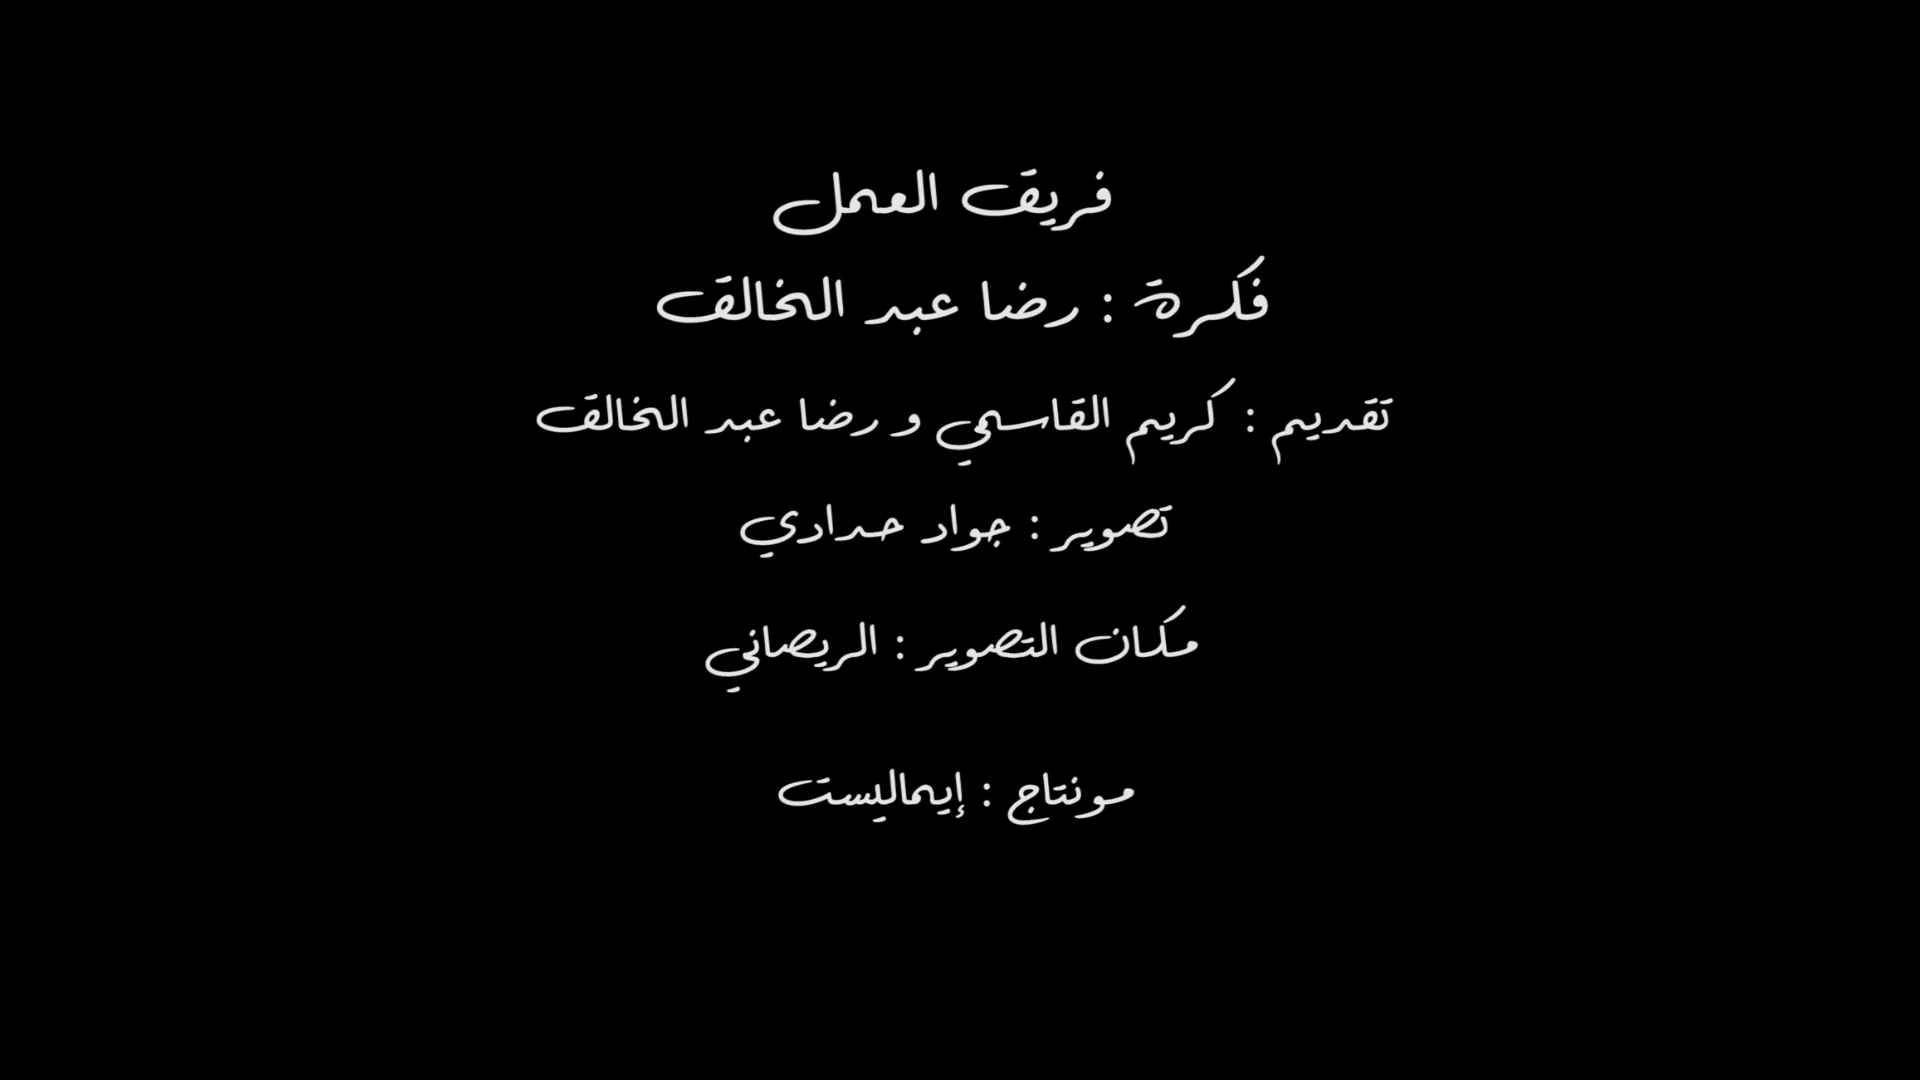 فريق العمل
فكرة : رضا عبد الخالق
تقديم : كريم القاسمي و رضا عبد الخالق
تصوير : جواد حدادي
مكان التصوير : الريصاني
مونتاج : إيماليست